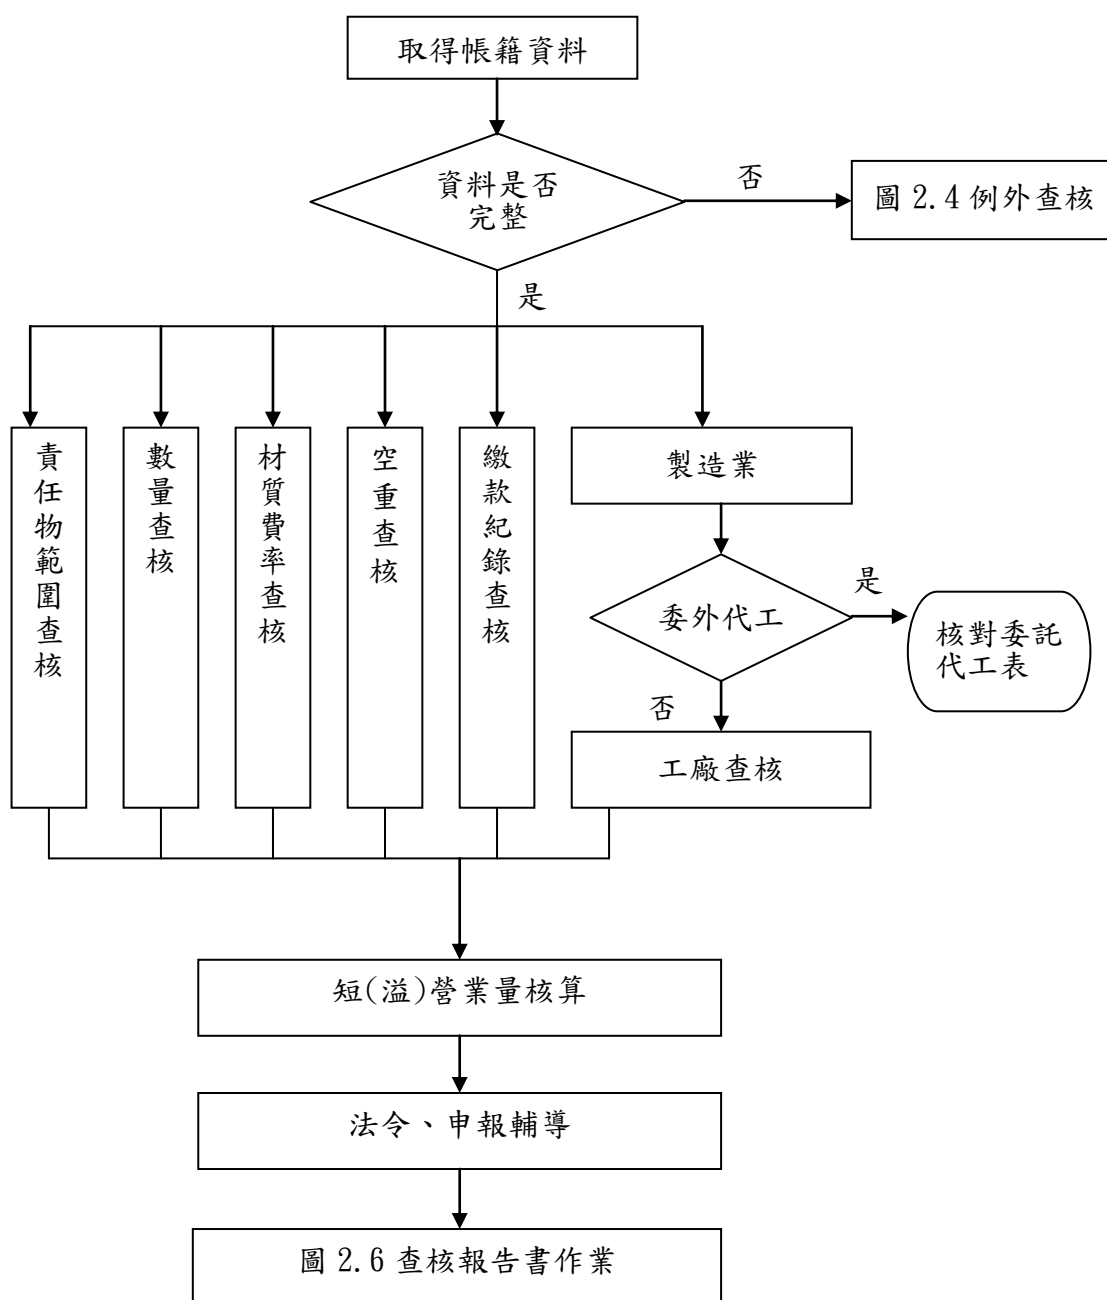 取得帳籍資料
資料是否
完整
否
圖 2.4 例外查核
是
責任物範圍查核
數量查核
材質費率查核
空重查核
繳款紀錄查核
製造業
委外代工
是
核對委託
代工表
否
工廠查核
短(溢)營業量核算
法令、申報輔導
圖 2.6 查核報告書作業